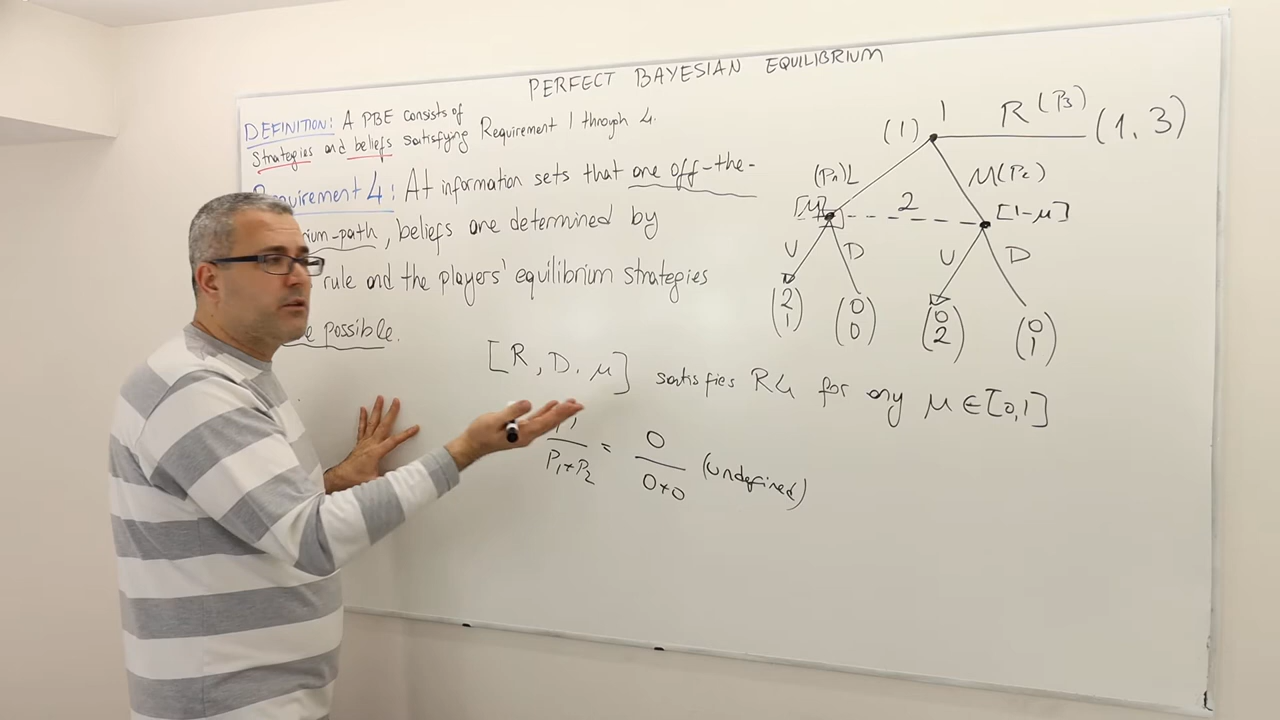 PERFECT BAYESIAN EQUILIBRIUM
DEFINITION: A PBE consists of
strategies and beliefs satisfying Requirement 1 through 4.
Requirement 4: At information sets that are off-the-
rium-path, beliefs are determined by
rule and the players' equilibrium strategies
e possible.
1 R (P3)
(1) (1, 3)
(P1) L M (P2)
[μ] 2 [1-μ]
U D U D
2 0 0 0
1 0 2 1
[R, D, μ] satisfies R4 for any μ ∈ [0,1]
P1+P2 = 0
0+0 (undefined)